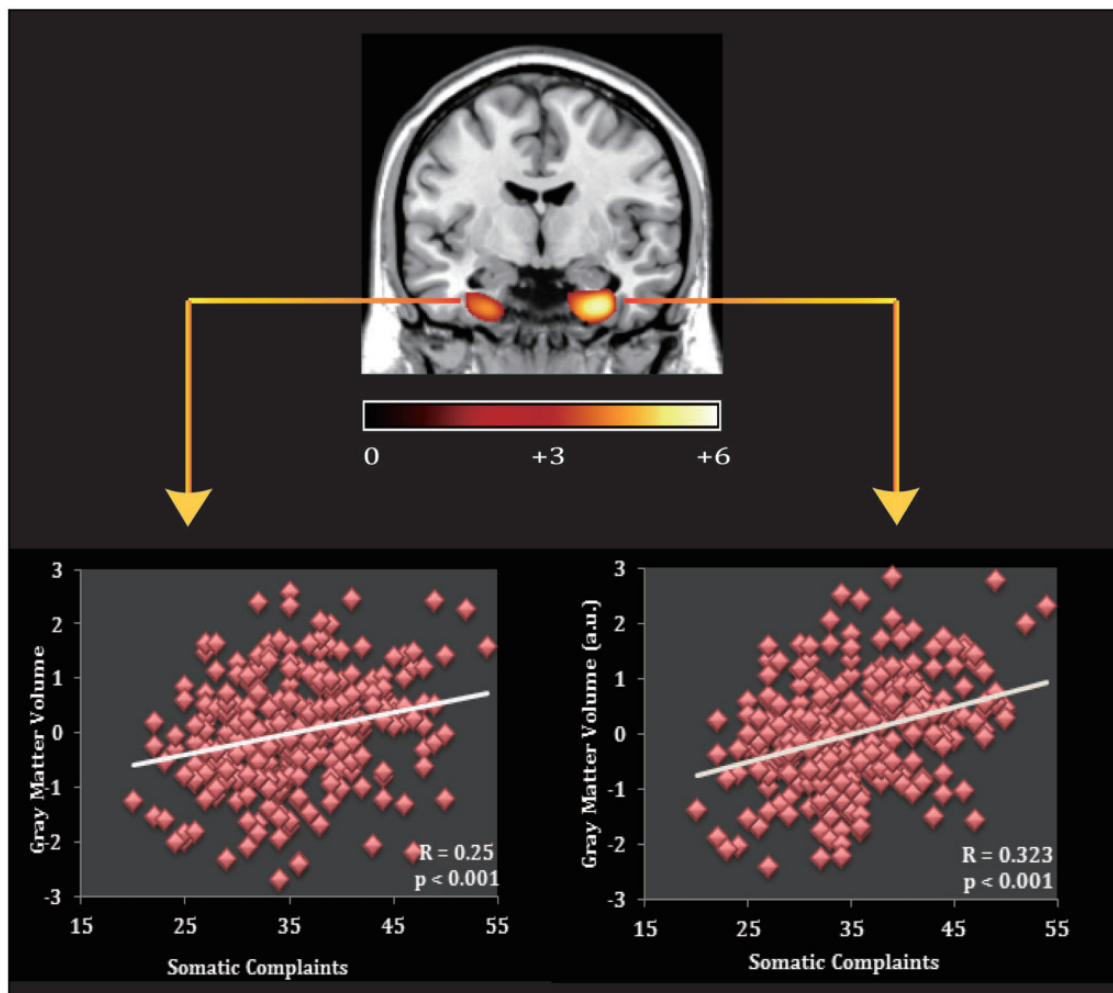 0 +3 +6
Gray Matter Volume
3
2
1
0
-1
-2
-3
R = 0.25
p < 0.001
15 25 35 45 55
Somatic Complaints
Gray Matter Volume (a.u.)
3
2
1
0
-1
-2
-3
R = 0.323
p < 0.001
15 25 35 45 55
Somatic Complaints